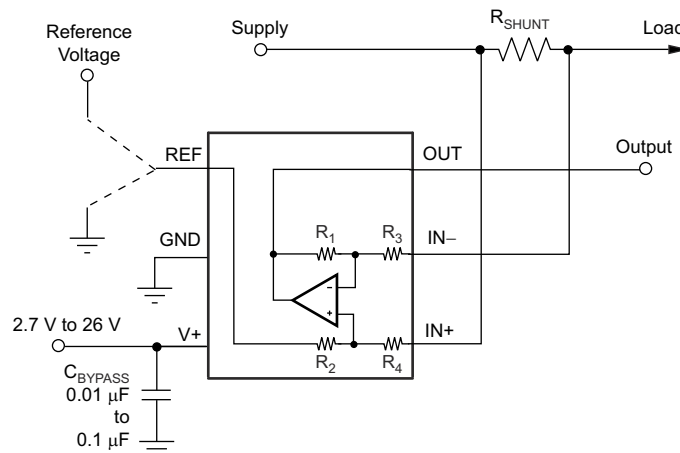 Reference
Voltage
Supply
R_SHUNT
Load
REF
OUT
Output
GND
R_1
R_3
IN−
−
+
2.7 V to 26 V
V+
R_2
R_4
IN+
C_BYPASS
0.01 µF
to
0.1 µF